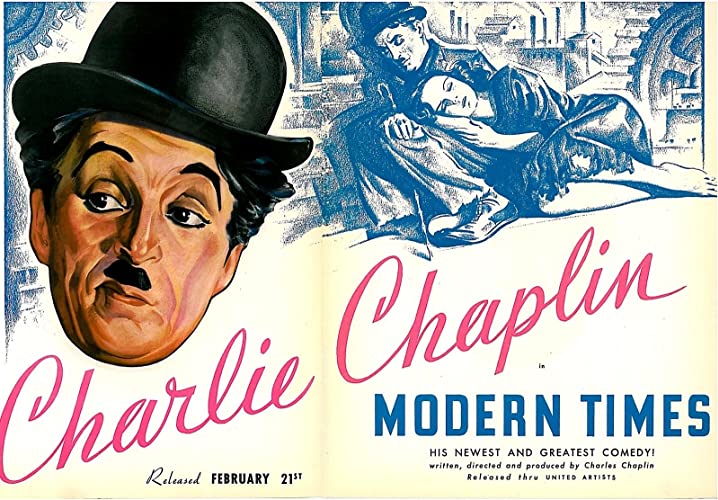 Charlie Chaplin
in
MODERN TIMES
HIS NEWEST AND GREATEST COMEDY!
written, directed and produced by Charles Chaplin
Released thru UNITED ARTISTS
Released FEBRUARY 21ST